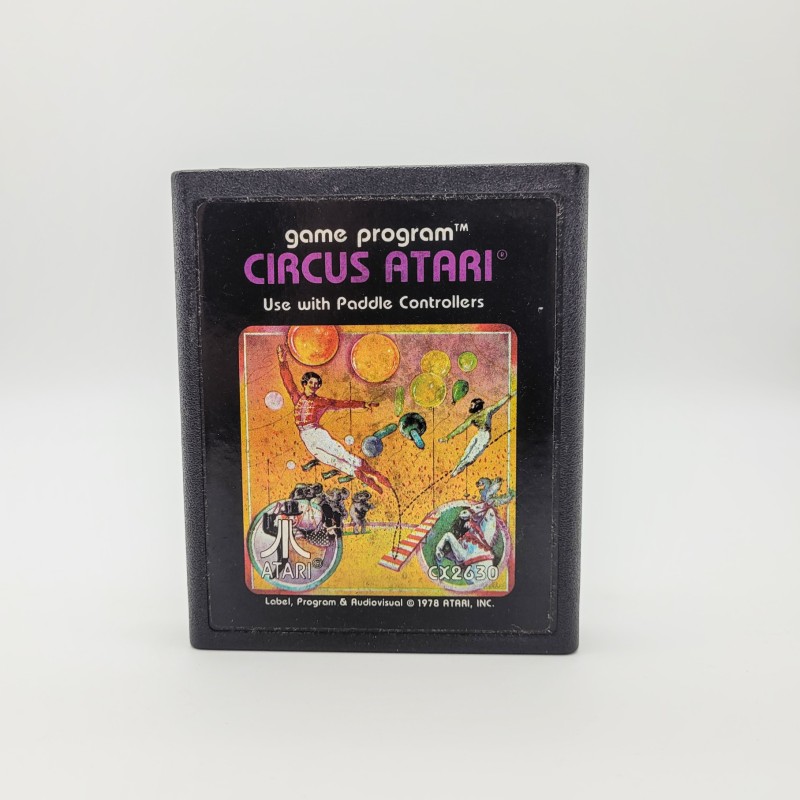 game program™
CIRCUS ATARI®
Use with Paddle Controllers
ATARI®
CX2630
Label, Program & Audiovisual © 1978 ATARI, INC.